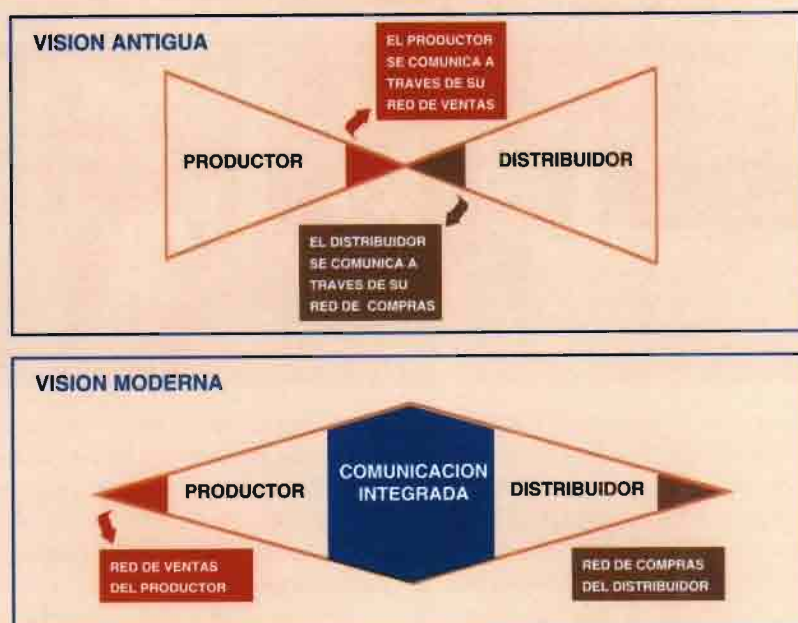 VISION ANTIGUA
EL PRODUCTOR
SE COMUNICA A
TRAVES DE SU
RED DE VENTAS
PRODUCTOR
DISTRIBUIDOR
EL DISTRIBUIDOR
SE COMUNICA A
TRAVES DE SU
RED DE COMPRAS
VISION MODERNA
PRODUCTOR
COMUNICACION
INTEGRADA
DISTRIBUIDOR
RED DE VENTAS
DEL PRODUCTOR
RED DE COMPRAS
DEL DISTRIBUIDOR